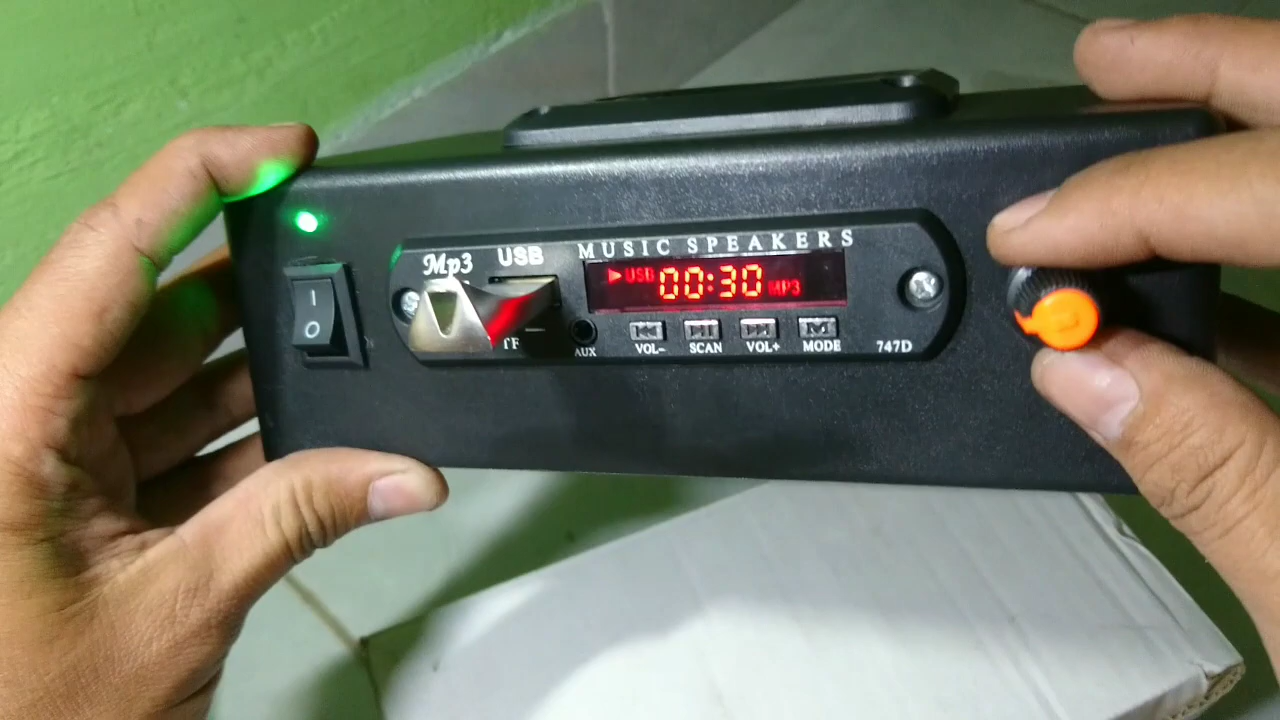 MUSIC SPEAKERS
Mp3 USB
USB 00:30 MP3
I
O
TF
AUX
VOL- SCAN VOL+ MODE
M
747D